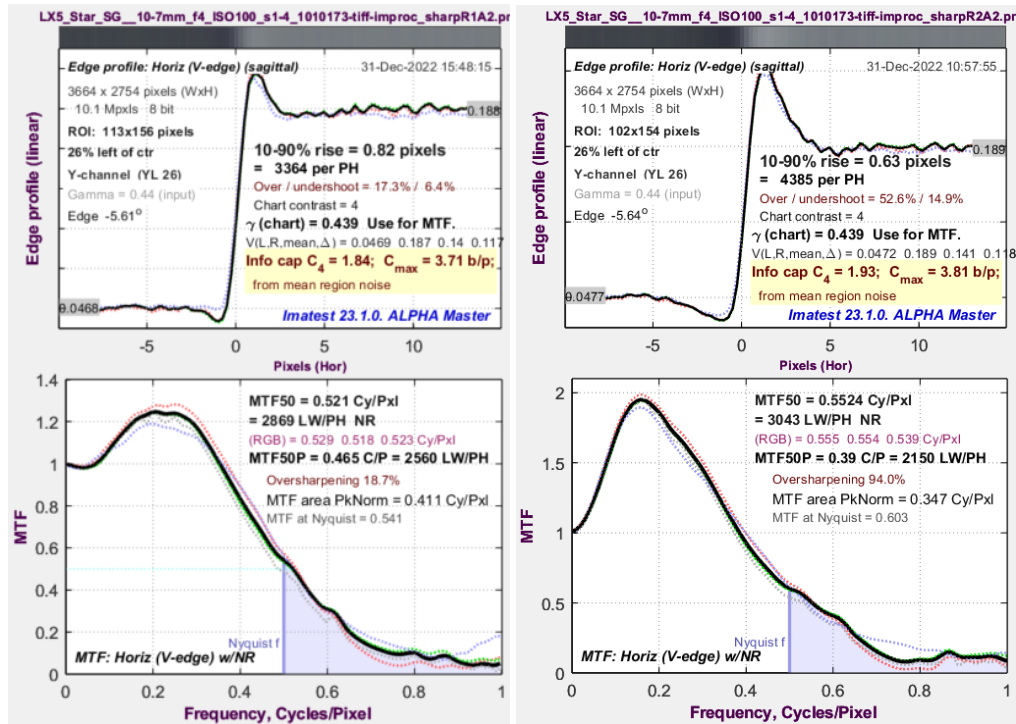 LX5_Star_SG__10-7mm_f4_ISO100_s1-4_1010173-tiff-improc_sharpR1A2.pr
Edge profile: Horiz (V-edge) (sagittal)
31-Dec-2022 15:48:15
3664 x 2754 pixels (WxH)
10.1 Mpxls 8 bit
ROI: 113x156 pixels
26% left of ctr
Y-channel (YL 26)
Gamma = 0.44 (input)
Edge -5.61°
0.188
10-90% rise = 0.82 pixels
= 3364 per PH
Over / undershoot = 17.3% / 6.4%
Chart contrast = 4
γ (chart) = 0.439 Use for MTF.
V(L,R,mean,Δ) = 0.0469 0.187 0.14 0.117
Info cap C4 = 1.84; Cmax = 3.71 b/p;
from mean region noise
0.0468
Imatest 23.1.0. ALPHA Master
Edge profile (linear)
-5 0 5 10
Pixels (Hor)
1.4
1.2
1
0.8
0.6
0.4
0.2
0
MTF
MTF50 = 0.521 Cy/Pxl
= 2869 LW/PH NR
(RGB) = 0.529 0.518 0.523 Cy/Pxl
MTF50P = 0.465 C/P = 2560 LW/PH
Oversharpening 18.7%
MTF area PkNorm = 0.411 Cy/Pxl
MTF at Nyquist = 0.541
Nyquist f
MTF: Horiz (V-edge) w/NR
0 0.2 0.4 0.6 0.8 1
Frequency, Cycles/Pixel
LX5_Star_SG__10-7mm_f4_ISO100_s1-4_1010173-tiff-improc_sharpR2A2.pr
Edge profile: Horiz (V-edge) (sagittal)
31-Dec-2022 10:57:55
3664 x 2754 pixels (WxH)
10.1 Mpxls 8 bit
ROI: 102x154 pixels
26% left of ctr
Y-channel (YL 26)
Gamma = 0.44 (input)
Edge -5.64°
0.189
10-90% rise = 0.63 pixels
= 4385 per PH
Over / undershoot = 52.6% / 14.9%
Chart contrast = 4
γ (chart) = 0.439 Use for MTF.
V(L,R,mean,Δ) = 0.0472 0.189 0.141 0.118
Info cap C4 = 1.93; Cmax = 3.81 b/p;
from mean region noise
0.0477
Imatest 23.1.0. ALPHA Master
Edge profile (linear)
-5 0 5 10
Pixels (Hor)
2
1.5
1
0.5
0
MTF
MTF50 = 0.5524 Cy/Pxl
= 3043 LW/PH NR
(RGB) = 0.555 0.554 0.539 Cy/Pxl
MTF50P = 0.39 C/P = 2150 LW/PH
Oversharpening 94.0%
MTF area PkNorm = 0.347 Cy/Pxl
MTF at Nyquist = 0.603
Nyquist f
MTF: Horiz (V-edge) w/NR
0 0.2 0.4 0.6 0.8 1
Frequency, Cycles/Pixel